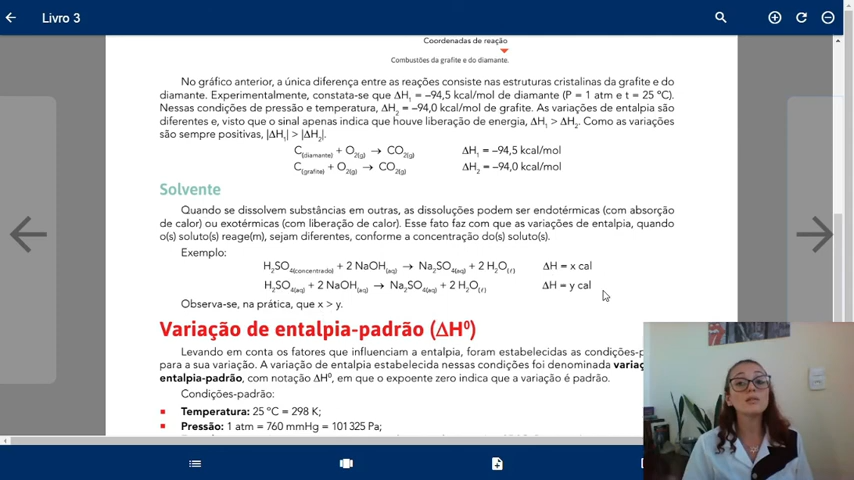 Livro 3
Coordenadas de reação
Combustões da grafite e do diamante.
No gráfico anterior, a única diferença entre as reações consiste nas estruturas cristalinas da grafite e do
diamante. Experimentalmente, constata-se que ΔH₁ = –94,5 kcal/mol de diamante (P = 1 atm e t = 25 ºC).
Nessas condições de pressão e temperatura, ΔH₂ = –94,0 kcal/mol de grafite. As variações de entalpia são
diferentes e, visto que o sinal apenas indica que houve liberação de energia, ΔH₁ > ΔH₂. Como as variações
são sempre positivas, |ΔH₁| > |ΔH₂|.
C(diamante) + O2(g) → CO2(g) ΔH₁ = –94,5 kcal/mol
C(grafite) + O2(g) → CO2(g) ΔH₂ = –94,0 kcal/mol
Solvente
Quando se dissolvem substâncias em outras, as dissoluções podem ser endotérmicas (com absorção
de calor) ou exotérmicas (com liberação de calor). Esse fato faz com que as variações de entalpia, quando
o(s) soluto(s) reage(m), sejam diferentes, conforme a concentração do(s) soluto(s).
Exemplo:
H₂SO4(concentrado) + 2 NaOH(aq) → Na₂SO4(aq) + 2 H₂O(ℓ) ΔH = x cal
H₂SO4(aq) + 2 NaOH(aq) → Na₂SO4(aq) + 2 H₂O(ℓ) ΔH = y cal
Observa-se, na prática, que x > y.
Variação de entalpia-padrão (ΔH⁰)
Levando em conta os fatores que influenciam a entalpia, foram estabelecidas as condições-p
para a sua variação. A variação de entalpia estabelecida nessas condições foi denominada varia
entalpia-padrão, com notação ΔH⁰, em que o expoente zero indica que a variação é padrão.
Condições-padrão:
■ Temperatura: 25 ºC = 298 K;
■ Pressão: 1 atm = 760 mmHg = 101 325 Pa;